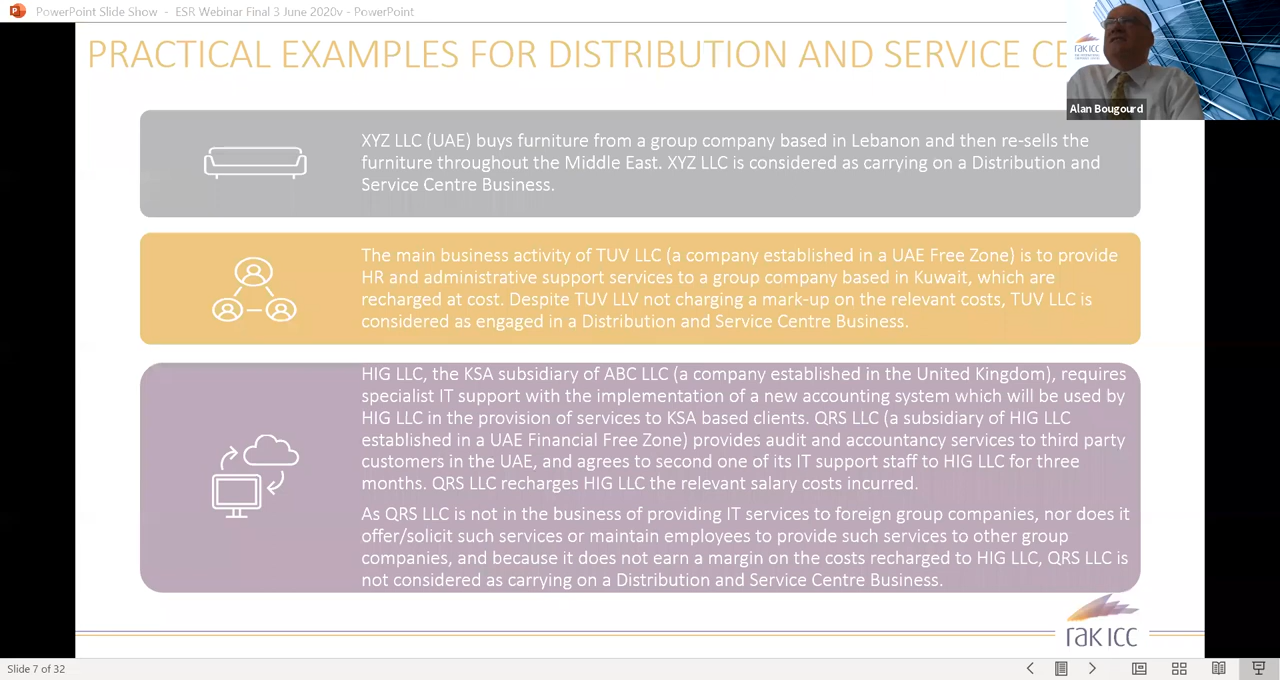 PowerPoint Slide Show - ESR Webinar Final 3 June 2020v - PowerPoint
PRACTICAL EXAMPLES FOR DISTRIBUTION AND SERVICE CE
rak icc
Alan Bougourd
XYZ LLC (UAE) buys furniture from a group company based in Lebanon and then re-sells the
furniture throughout the Middle East. XYZ LLC is considered as carrying on a Distribution and
Service Centre Business.
The main business activity of TUV LLC (a company established in a UAE Free Zone) is to provide
HR and administrative support services to a group company based in Kuwait, which are
recharged at cost. Despite TUV LLV not charging a mark-up on the relevant costs, TUV LLC is
considered as engaged in a Distribution and Service Centre Business.
HIG LLC, the KSA subsidiary of ABC LLC (a company established in the United Kingdom), requires
specialist IT support with the implementation of a new accounting system which will be used by
HIG LLC in the provision of services to KSA based clients. QRS LLC (a subsidiary of HIG LLC
established in a UAE Financial Free Zone) provides audit and accountancy services to third party
customers in the UAE, and agrees to second one of its IT support staff to HIG LLC for three
months. QRS LLC recharges HIG LLC the relevant salary costs incurred.
As QRS LLC is not in the business of providing IT services to foreign group companies, nor does it
offer/solicit such services or maintain employees to provide such services to other group
companies, and because it does not earn a margin on the costs recharged to HIG LLC, QRS LLC is
not considered as carrying on a Distribution and Service Centre Business.
rak icc
Slide 7 of 32